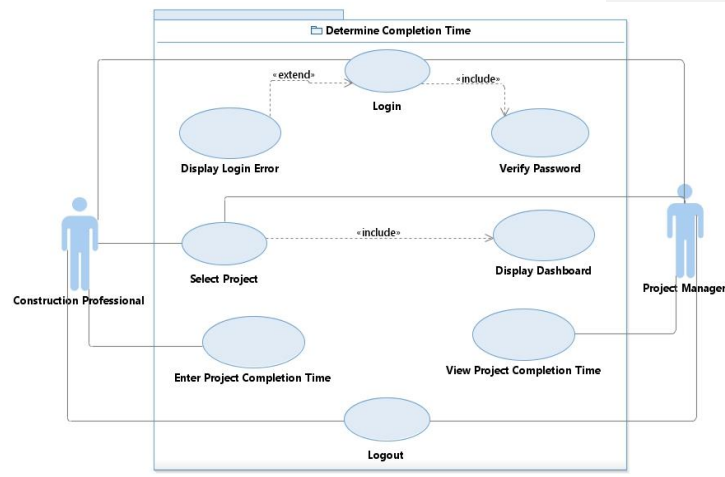 Determine Completion Time
«extend»
«include»
Login
Display Login Error
Verify Password
«include»
Select Project
Display Dashboard
Construction Professional
Project Manager
Enter Project Completion Time
View Project Completion Time
Logout